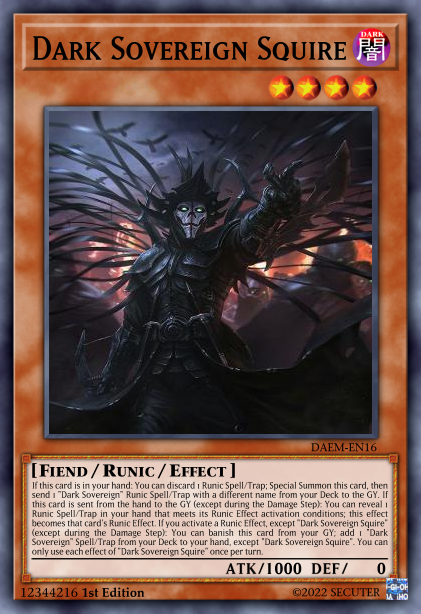 Dark Sovereign Squire
DARK
闇
DAEM-EN16
[Fiend / Runic / Effect ]
If this card is in your hand: You can discard 1 Runic Spell/Trap; Special Summon this card, then
send 1 "Dark Sovereign" Runic Spell/Trap with a different name from your Deck to the GY. If
this card is sent from the hand to the GY (except during the Damage Step): You can reveal 1
Runic Spell/Trap in your hand that meets its Runic Effect activation conditions; this effect
becomes that card's Runic Effect. If you activate a Runic Effect, except "Dark Sovereign Squire"
(except during the Damage Step): You can banish this card from your GY; add 1 "Dark
Sovereign" Spell/Trap from your Deck to your hand, except "Dark Sovereign Squire". You can
only use each effect of "Dark Sovereign Squire" once per turn.
ATK/1000 DEF/ 0
12344216 1st Edition
©2022 SECUTER